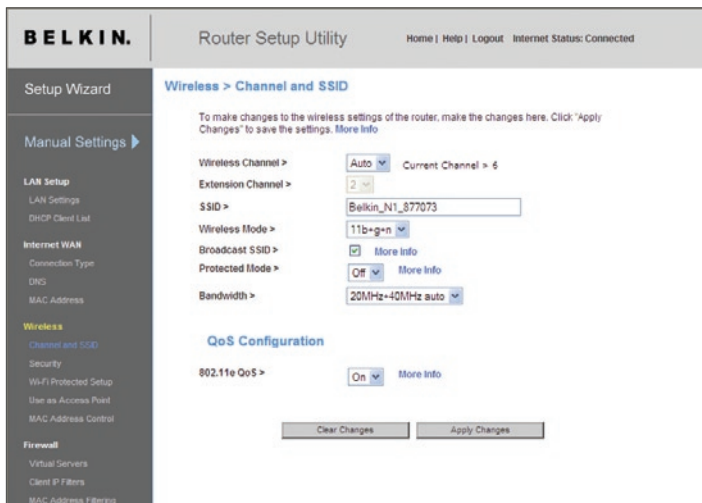 BELKIN.
Router Setup Utility
Home | Help | Logout Internet Status: Connected
Setup Wizard
Manual Settings
LAN Setup
LAN Settings
DHCP Client List
Internet WAN
Connection Type
DNS
MAC Address
Wireless
Channel and SSID
Security
Wi-Fi Protected Setup
Use as Access Point
MAC Address Control
Firewall
Virtual Servers
Client IP Filters
MAC Address Filtering
Wireless > Channel and SSID
To make changes to the wireless settings of the router, make the changes here. Click "Apply
Changes" to save the settings. More Info
Wireless Channel > Auto Current Channel > 6
Extension Channel > 2
SSID > Belkin_N1_877073
Wireless Mode > 11b+g+n
Broadcast SSID > More Info
Protected Mode > Off More Info
Bandwidth > 20MHz+40MHz auto
QoS Configuration
802.11e QoS > On More Info
Clear Changes Apply Changes